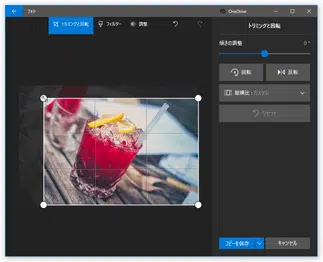 フォト
OneDrive
トリミングと回転
フィルター
調整
トリミングと回転
傾きの調整 0°
回転
反転
縦横比: カスタム
リセット
コピーを保存
キャンセル